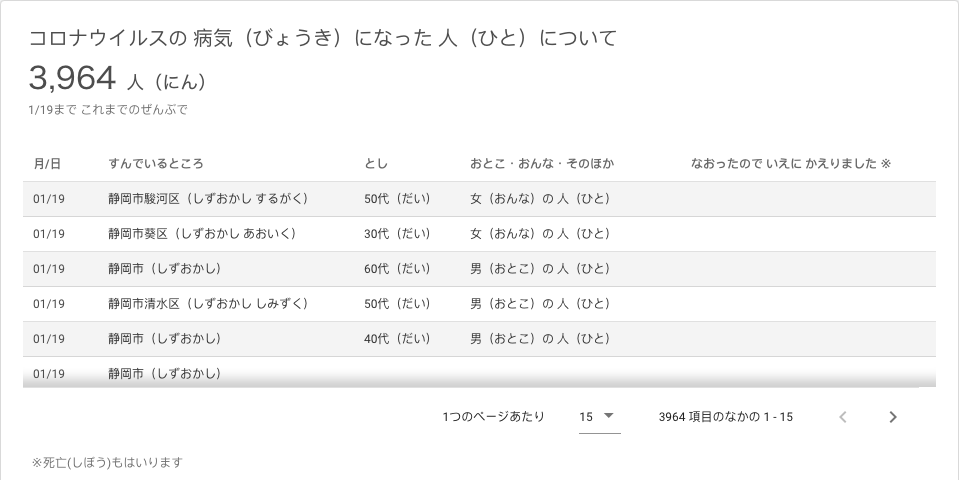 コロナウイルスの 病気（びょうき）になった 人（ひと）について
3,964 人（にん）
1/19まで これまでのぜんぶで
月/日 すんでいるところ とし おとこ・おんな・そのほか なおったので いえに かえりました ※
01/19 静岡市駿河区（しずおかし するがく） 50代（だい） 女（おんな）の 人（ひと）
01/19 静岡市葵区（しずおかし あおいく） 30代（だい） 女（おんな）の 人（ひと）
01/19 静岡市（しずおかし） 60代（だい） 男（おとこ）の 人（ひと）
01/19 静岡市清水区（しずおかし しみずく） 50代（だい） 男（おとこ）の 人（ひと）
01/19 静岡市（しずおかし） 40代（だい） 男（おとこ）の 人（ひと）
01/19 静岡市（しずおかし）
1つのページあたり 15 3964 項目のなかの 1 - 15
※死亡(しぼう)もはいります